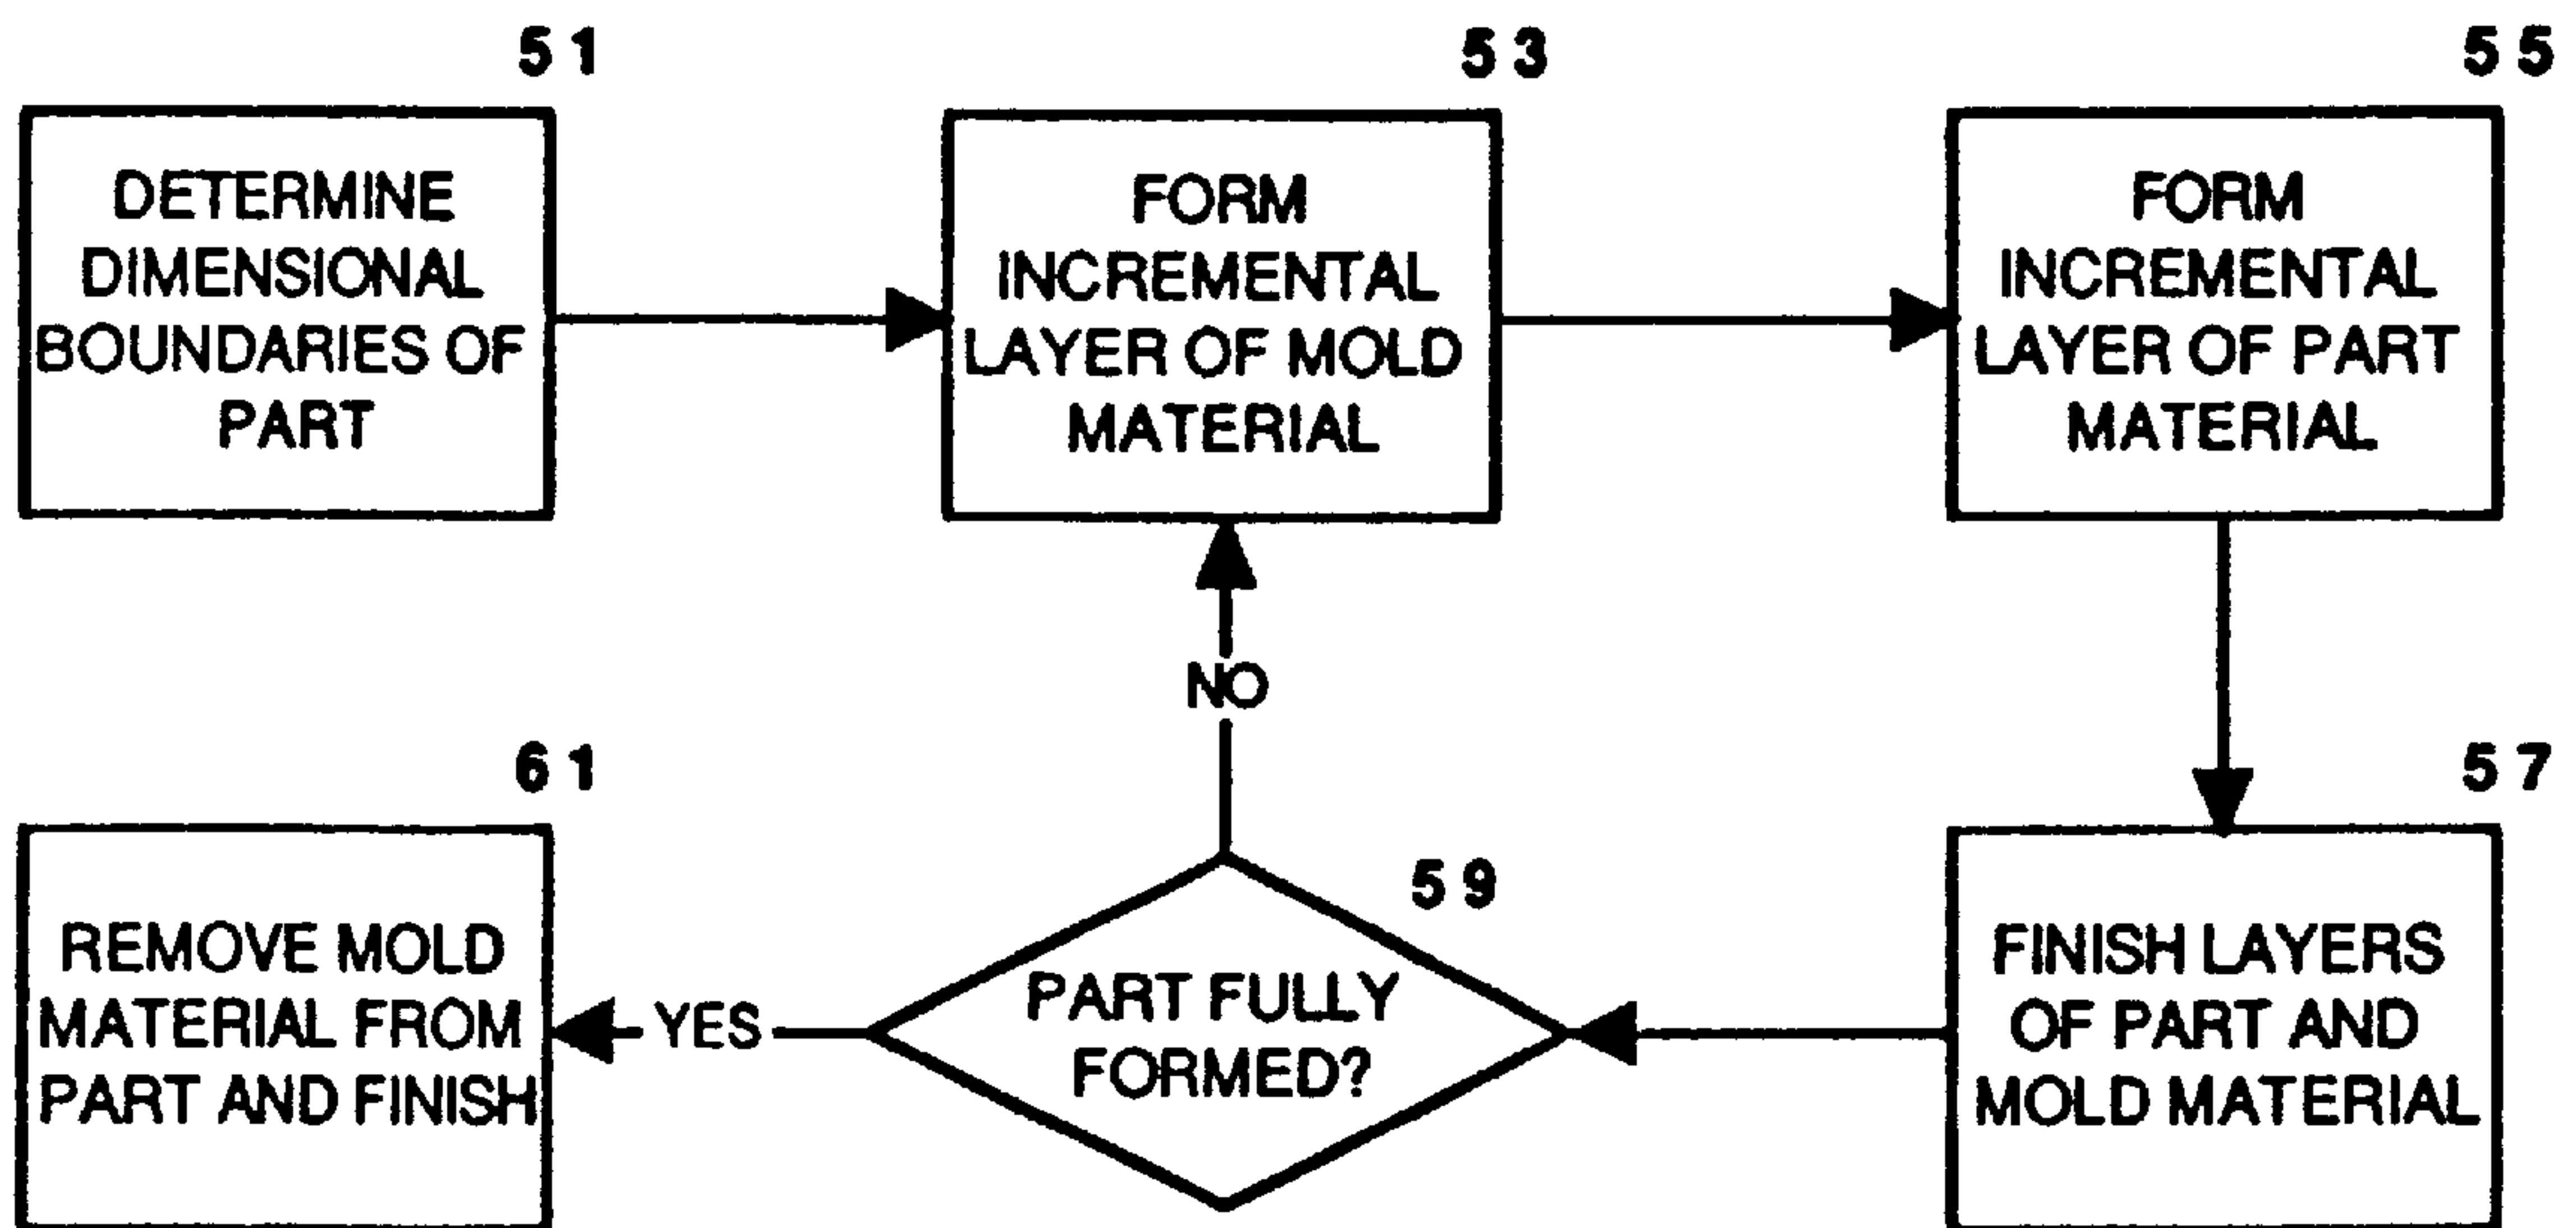 51
DETERMINE
DIMENSIONAL
BOUNDARIES OF
PART
53
FORM
INCREMENTAL
LAYER OF MOLD
MATERIAL
55
FORM
INCREMENTAL
LAYER OF PART
MATERIAL
57
FINISH LAYERS
OF PART AND
MOLD MATERIAL
59
PART FULLY
FORMED?
NO
YES
61
REMOVE MOLD
MATERIAL FROM
PART AND FINISH